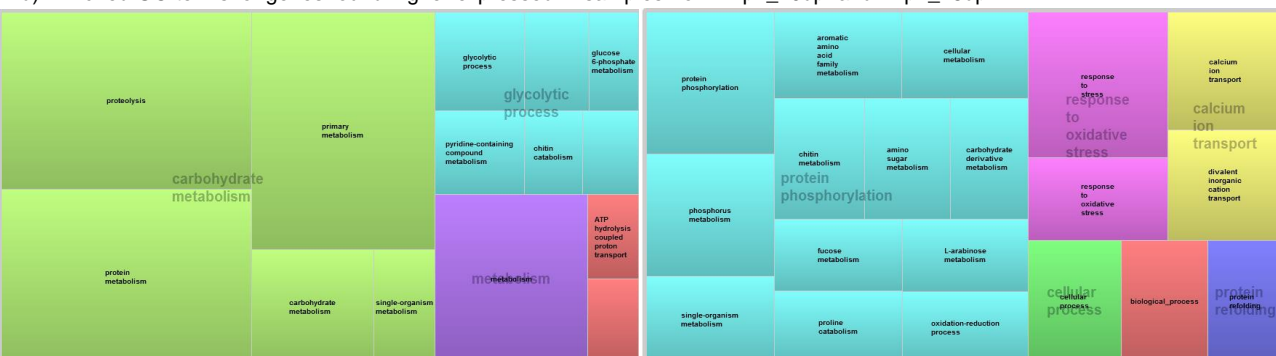 proteolysis
primary
metabolism
carbohydrate
metabolism
protein
metabolism
carbohydrate
metabolism
single-organism
metabolism
glycolytic
process
glucose
6-phosphate
metabolism
glycolytic
process
pyridine-containing
compound
metabolism
chitin
catabolism
metabolism
metabolism
ATP
hydrolysis
coupled
proton
transport
protein
phosphorylation
aromatic
amino
acid
family
metabolism
cellular
metabolism
chitin
metabolism
amino
sugar
metabolism
carbohydrate
derivative
metabolism
protein
phosphorylation
phosphorus
metabolism
fucose
metabolism
L-arabinose
metabolism
single-organism
metabolism
proline
catabolism
oxidation-reduction
process
response
to
stress
response
to
oxidative
stress
response
to
oxidative
stress
calcium
ion
transport
calcium
ion
transport
divalent
inorganic
cation
transport
cellular
process
cellular
process
biological_process
protein
refolding
protein
refolding